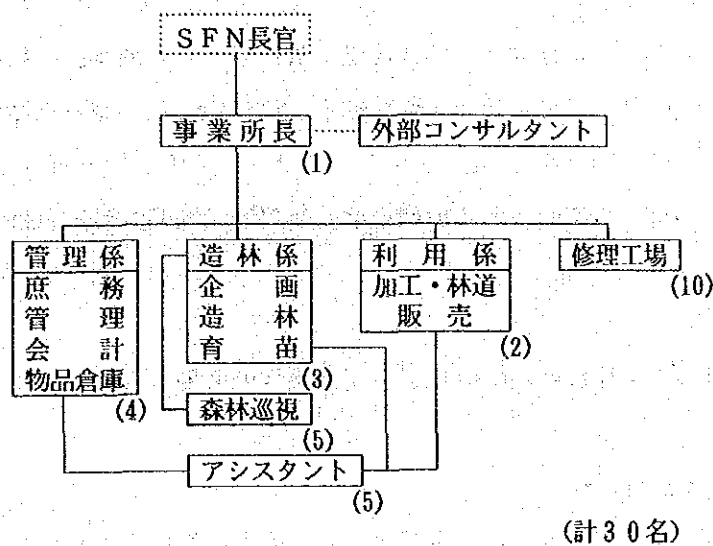 SFN長官
事業所長
外部コンサルタント
(1)
管理係
庶務
管理
会計
物品倉庫
(4)
造林係
企画
造林
育苗
(3)
森林巡視
(5)
利用係
加工・林道
販売
(2)
修理工場
(10)
アシスタント
(5)
(計30名)